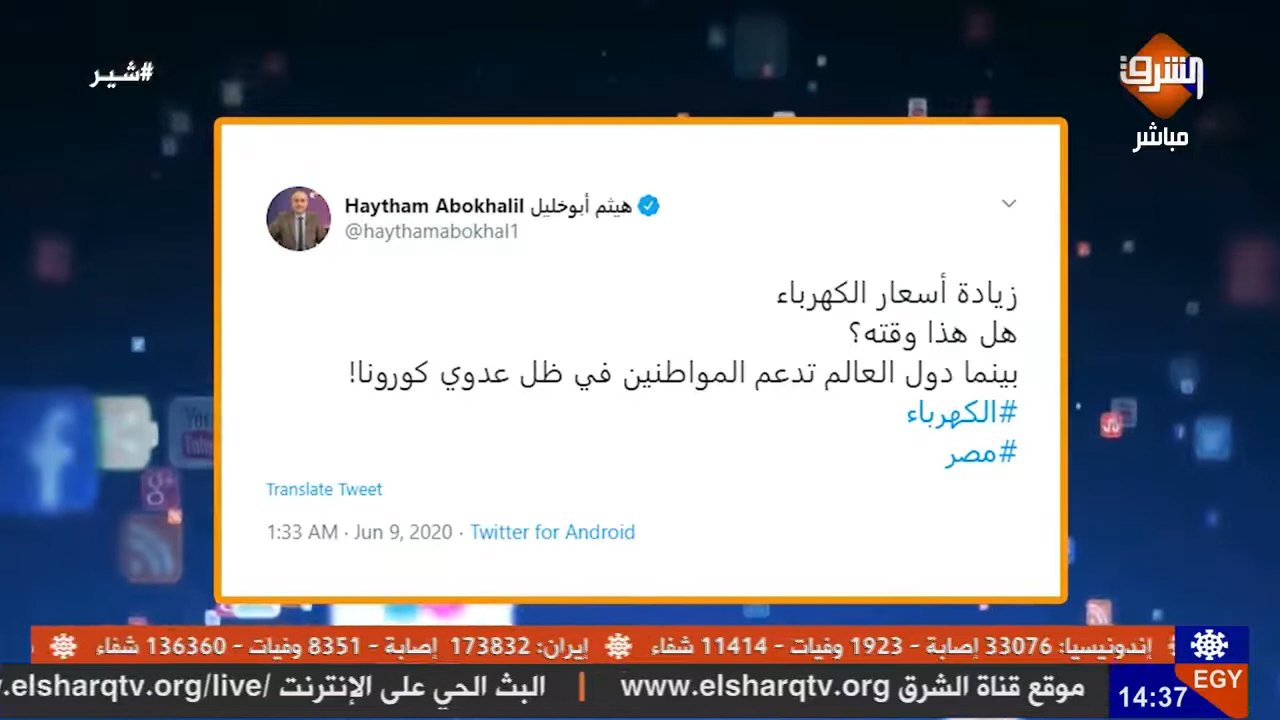 #شير
الشرق
مباشر
Haytham Abokhalil هيثم أبوخليل
@haythamabokhal1
زيادة أسعار الكهرباء
هل هذا وقته؟
بينما دول العالم تدعم المواطنين في ظل عدوي كورونا!
#الكهرباء
#مصر
Translate Tweet
1:33 AM · Jun 9, 2020 · Twitter for Android
إندونيسيا: 33076 إصابة - 1923 وفيات - 11414 شفاء
إيران: 173832 إصابة - 8351 وفيات - 136360 شفاء
موقع قناة الشرق www.elsharqtv.org | البث الحي على الإنترنت /www.elsharqtv.org/live
EGY
14:37